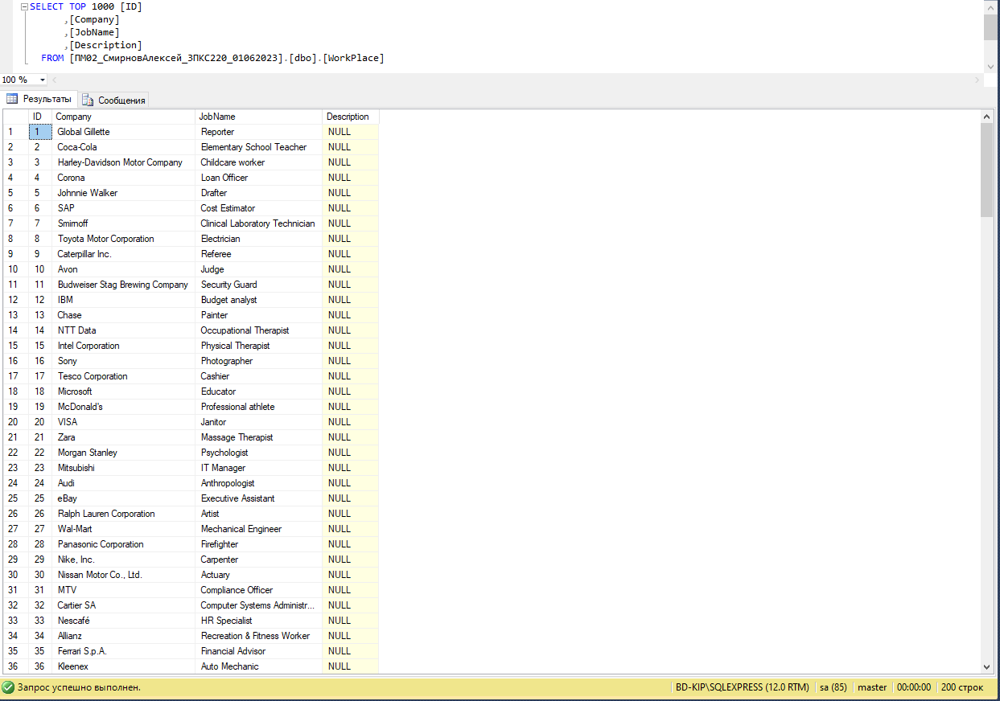 SELECT TOP 1000 [ID]
,[Company]
,[JobName]
,[Description]
FROM [ПМ02_СмирновАлексей_3ПКС220_01062023].[dbo].[WorkPlace]
100 %
Результаты Сообщения
ID Company JobName Description
1 1 Global Gillette Reporter NULL
2 2 Coca-Cola Elementary School Teacher NULL
3 3 Harley-Davidson Motor Company Childcare worker NULL
4 4 Corona Loan Officer NULL
5 5 Johnnie Walker Drafter NULL
6 6 SAP Cost Estimator NULL
7 7 Smirnoff Clinical Laboratory Technician NULL
8 8 Toyota Motor Corporation Electrician NULL
9 9 Caterpillar Inc. Referee NULL
10 10 Avon Judge NULL
11 11 Budweiser Stag Brewing Company Security Guard NULL
12 12 IBM Budget analyst NULL
13 13 Chase Painter NULL
14 14 NTT Data Occupational Therapist NULL
15 15 Intel Corporation Physical Therapist NULL
16 16 Sony Photographer NULL
17 17 Tesco Corporation Cashier NULL
18 18 Microsoft Educator NULL
19 19 McDonald's Professional athlete NULL
20 20 VISA Janitor NULL
21 21 Zara Massage Therapist NULL
22 22 Morgan Stanley Psychologist NULL
23 23 Mitsubishi IT Manager NULL
24 24 Audi Anthropologist NULL
25 25 eBay Executive Assistant NULL
26 26 Ralph Lauren Corporation Artist NULL
27 27 Wal-Mart Mechanical Engineer NULL
28 28 Panasonic Corporation Firefighter NULL
29 29 Nike, Inc. Carpenter NULL
30 30 Nissan Motor Co., Ltd. Actuary NULL
31 31 MTV Compliance Officer NULL
32 32 Cartier SA Computer Systems Administr... NULL
33 33 Nescafé HR Specialist NULL
34 34 Allianz Recreation & Fitness Worker NULL
35 35 Ferrari S.p.A. Financial Advisor NULL
36 36 Kleenex Auto Mechanic NULL
Запрос успешно выполнен. BD-KIP\SQLEXPRESS (12.0 RTM) sa (85) master 00:00:00 200 строк